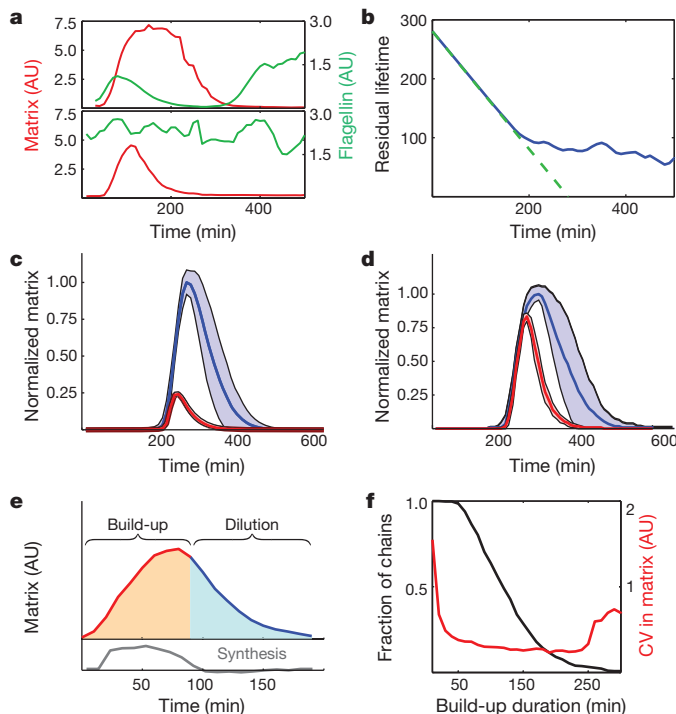 a
7.5
5.0
2.5
3.0
1.5
7.5
5.0
2.5
3.0
1.5
200 400
Matrix (AU)
Flagellin (AU)
Time (min)
b
300
200
100
200 400
Residual lifetime
Time (min)
c
1.00
0.75
0.50
0.25
200 400 600
Normalized matrix
Time (min)
d
1.00
0.75
0.50
0.25
200 400 600
Normalized matrix
Time (min)
e
Build-up Dilution
Matrix (AU)
Synthesis
50 100 150
Time (min)
f
1.0
0.5
2
1
50 150 250
Fraction of chains
CV in matrix (AU)
Build-up duration (min)